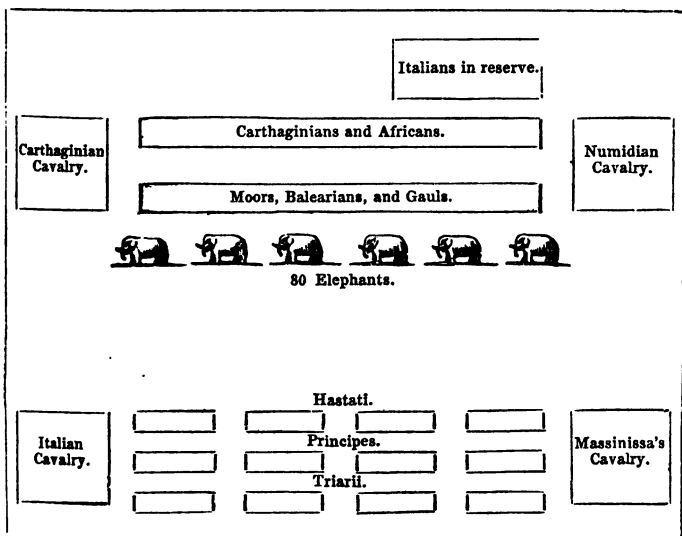 Italians in reserve.
Carthaginian
Cavalry.
Carthaginians and Africans.
Numidian
Cavalry.
Moors, Balearians, and Gauls.
80 Elephants.
Hastati.
Italian
Cavalry.
Principes.
Massinissa's
Cavalry.
Triarii.